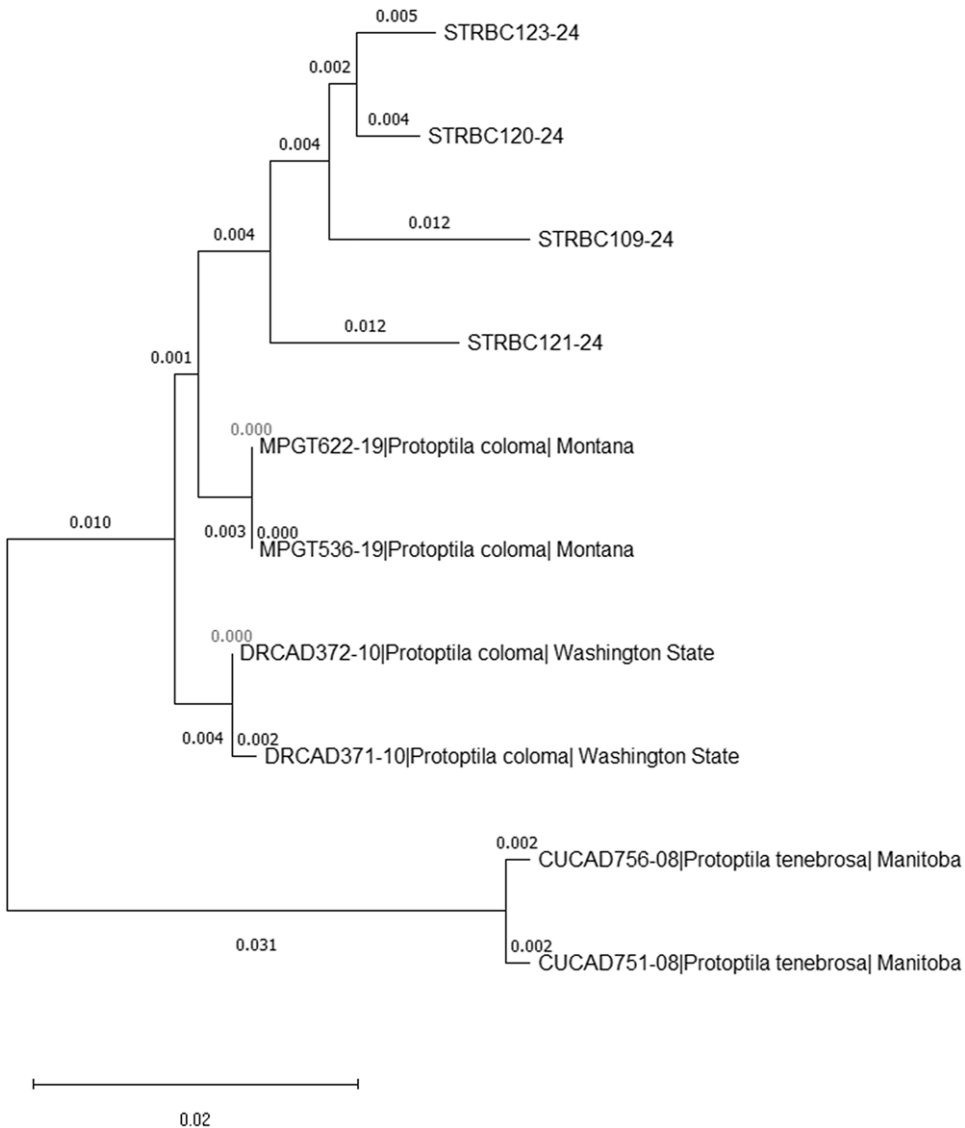 0.005
STRBC123-24
0.002
0.004
STRBC120-24
0.004
0.012
STRBC109-24
0.004
0.012
STRBC121-24
0.001
0.000
MPGT622-19|Protoptila coloma| Montana
0.003 0.000
MPGT536-19|Protoptila coloma| Montana
0.010
0.000
DRCAD372-10|Protoptila coloma| Washington State
0.004 0.002
DRCAD371-10|Protoptila coloma| Washington State
0.002
CUCAD756-08|Protoptila tenebrosa| Manitoba
0.031
0.002
CUCAD751-08|Protoptila tenebrosa| Manitoba
0.02